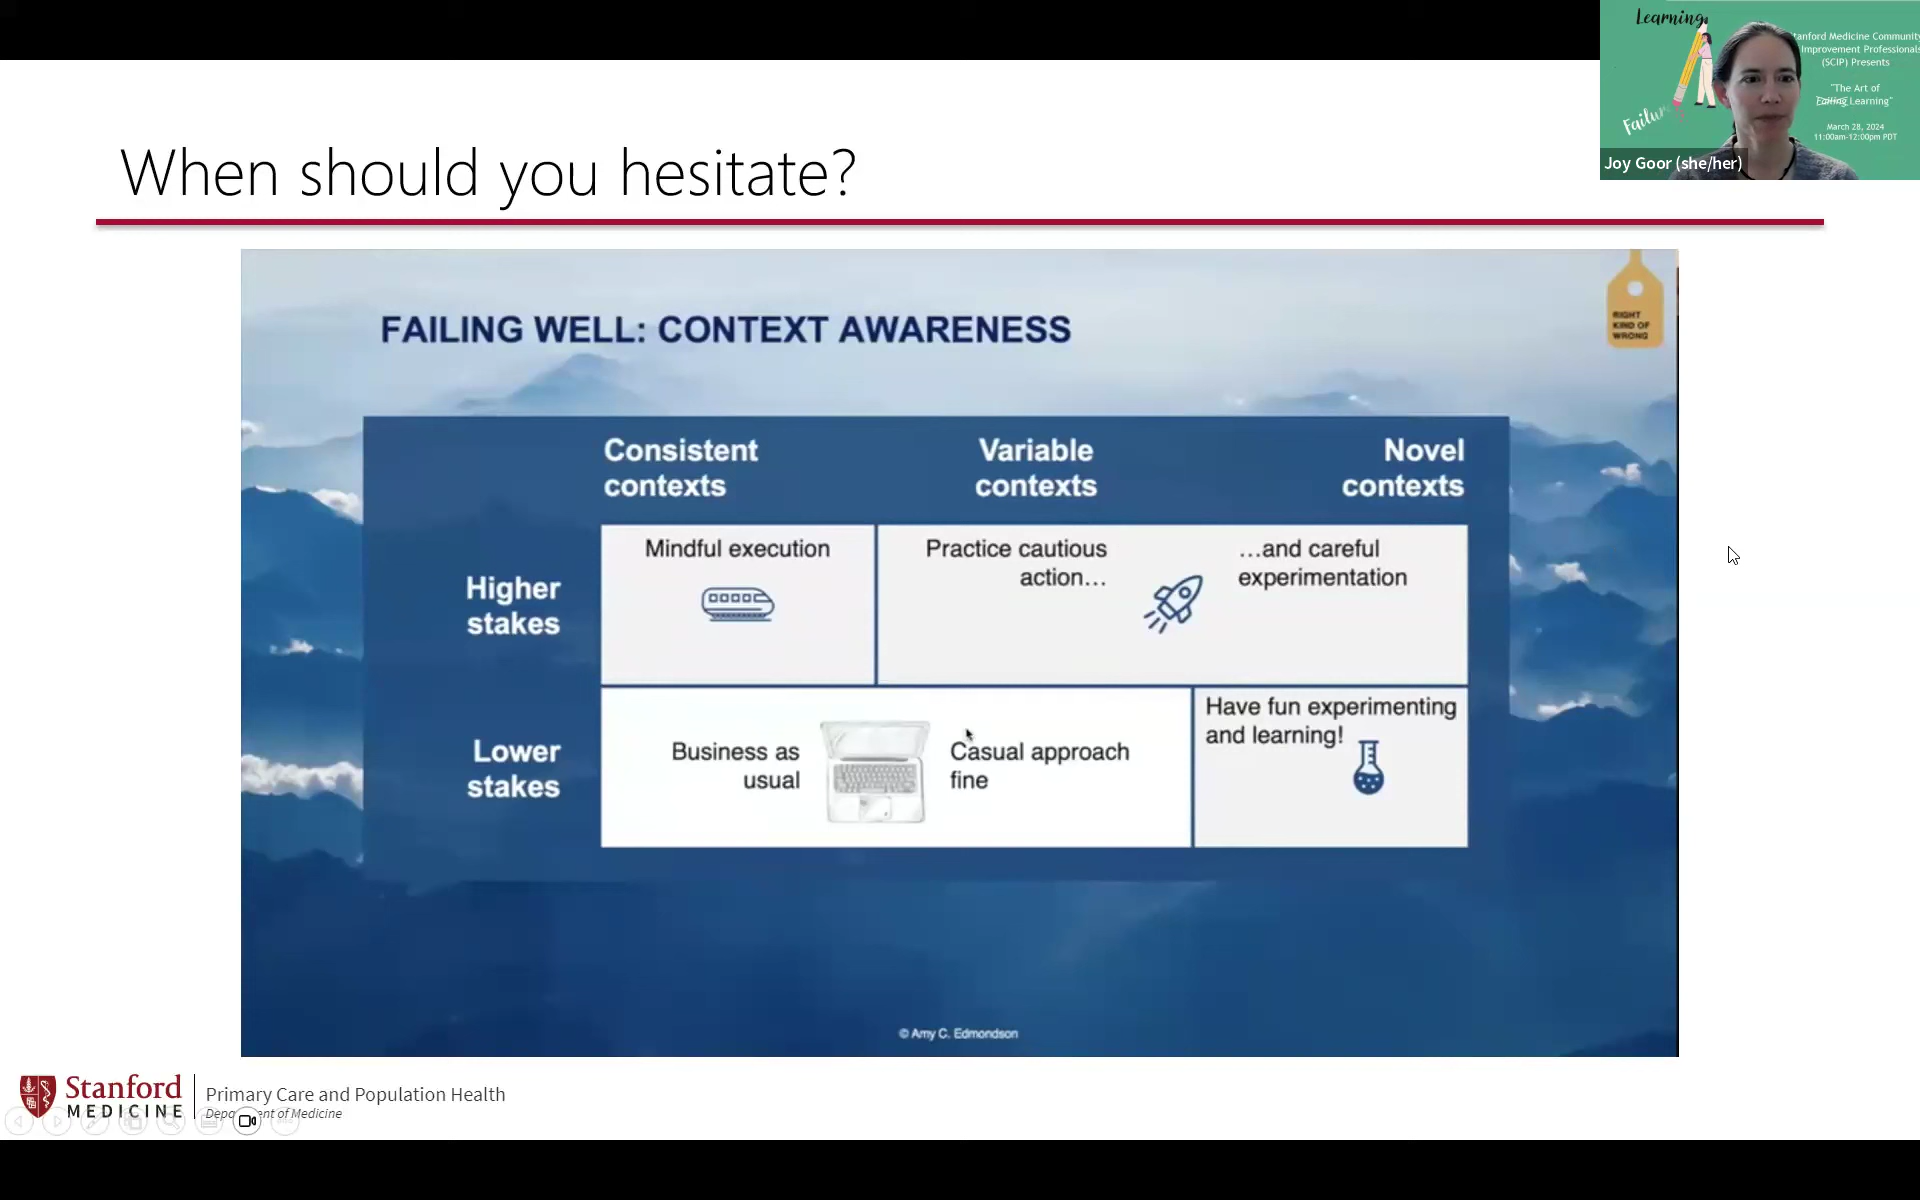 Learning
Stanford Medicine Community
Improvement Professionals
(SCIP) Presents
"The Art of
Failing Learning"
March 28, 2024
11:00am-12:00pm PDT
Failure
Joy Goor (she/her)
When should you hesitate?
RIGHT
KIND OF
WRONG
FAILING WELL: CONTEXT AWARENESS
Consistent
contexts
Variable
contexts
Novel
contexts
Higher
stakes
Mindful execution
Practice cautious
action…
…and careful
experimentation
Lower
stakes
Business as
usual
Casual approach
fine
Have fun experimenting
and learning!
© Amy C. Edmondson
Stanford
MEDICINE
Primary Care and Population Health
Department of Medicine